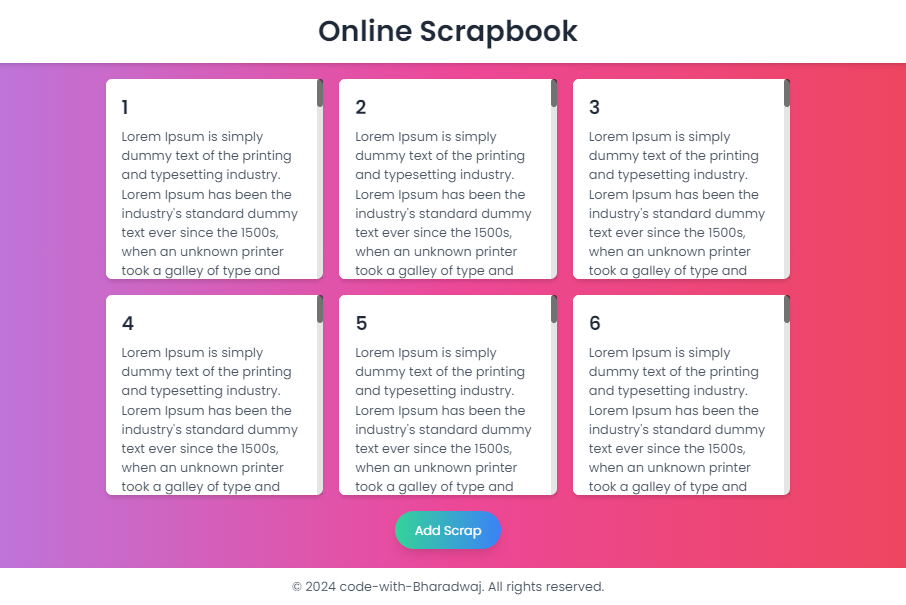 Online Scrapbook
1
Lorem Ipsum is simply
dummy text of the printing
and typesetting industry.
Lorem Ipsum has been the
industry's standard dummy
text ever since the 1500s,
when an unknown printer
took a galley of type and
2
Lorem Ipsum is simply
dummy text of the printing
and typesetting industry.
Lorem Ipsum has been the
industry's standard dummy
text ever since the 1500s,
when an unknown printer
took a galley of type and
3
Lorem Ipsum is simply
dummy text of the printing
and typesetting industry.
Lorem Ipsum has been the
industry's standard dummy
text ever since the 1500s,
when an unknown printer
took a galley of type and
4
Lorem Ipsum is simply
dummy text of the printing
and typesetting industry.
Lorem Ipsum has been the
industry's standard dummy
text ever since the 1500s,
when an unknown printer
took a galley of type and
5
Lorem Ipsum is simply
dummy text of the printing
and typesetting industry.
Lorem Ipsum has been the
industry's standard dummy
text ever since the 1500s,
when an unknown printer
took a galley of type and
6
Lorem Ipsum is simply
dummy text of the printing
and typesetting industry.
Lorem Ipsum has been the
industry's standard dummy
text ever since the 1500s,
when an unknown printer
took a galley of type and
Add Scrap
© 2024 code-with-Bharadwaj. All rights reserved.